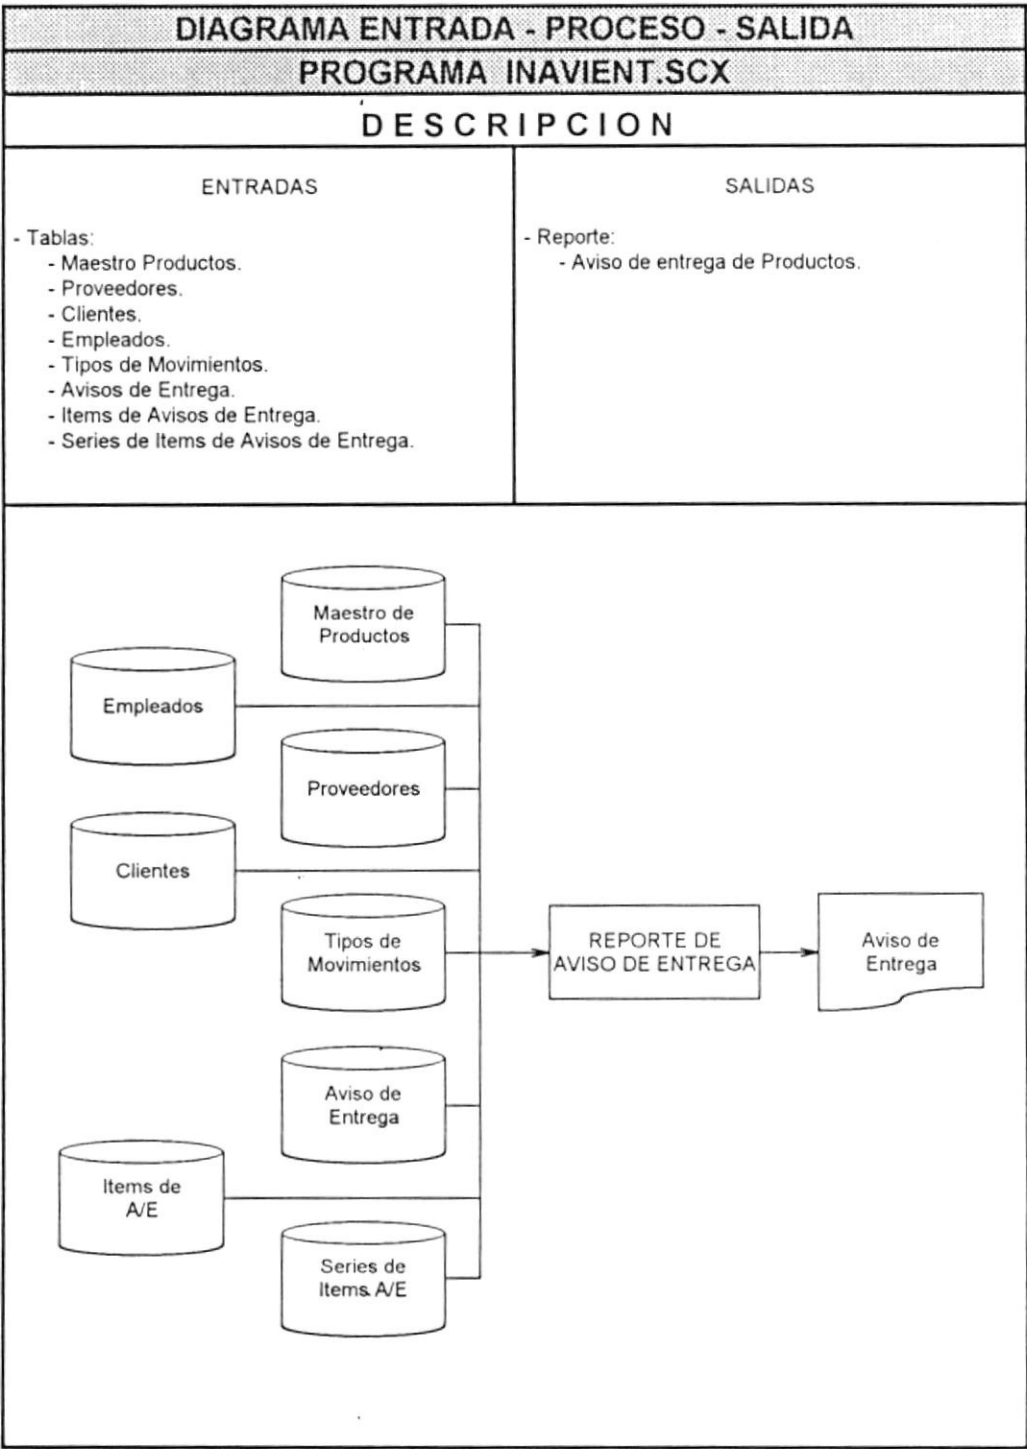 DIAGRAMA ENTRADA - PROCESO - SALIDA
PROGRAMA INAVIENT.SCX
DESCRIPCION
ENTRADAS
- Tablas:
- Maestro Productos.
- Proveedores.
- Clientes.
- Empleados.
- Tipos de Movimientos.
- Avisos de Entrega.
- Items de Avisos de Entrega.
- Series de Items de Avisos de Entrega.
SALIDAS
- Reporte:
- Aviso de entrega de Productos.
Maestro de
Productos
Empleados
Proveedores
Clientes
Tipos de
Movimientos
REPORTE DE
AVISO DE ENTREGA
Aviso de
Entrega
Aviso de
Entrega
Items de
A/E
Series de
Items A/E